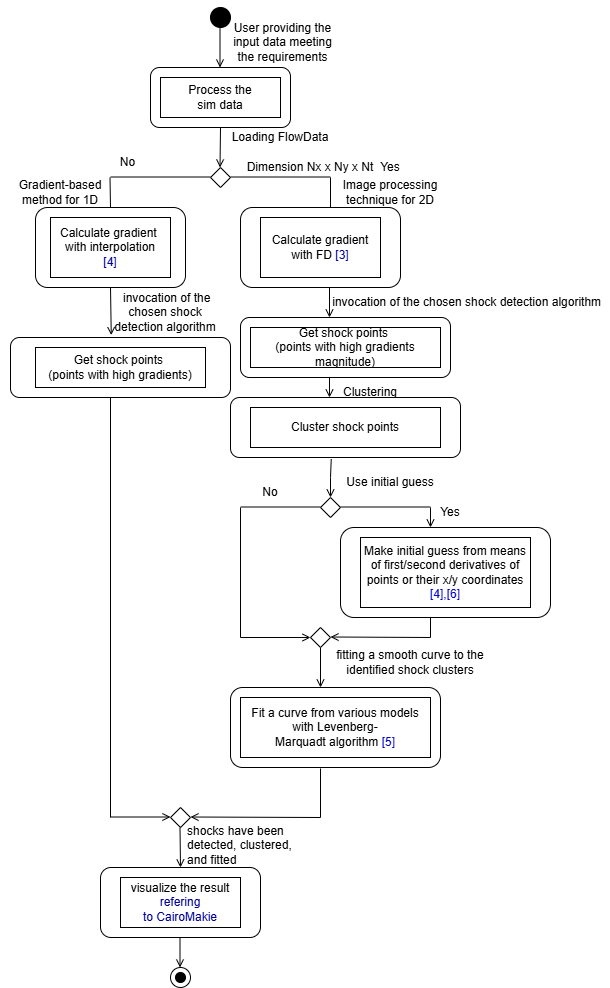 User providing the
input data meeting
the requirements
Process the
sim data
Loading FlowData
No
Dimension Nx x Ny x Nt  Yes
Gradient-based
method for 1D
Image processing
technique for 2D
Calculate gradient
with interpolation
[4]
Calculate gradient
with FD [3]
invocation of the
chosen shock
detection algorithm
invocation of the chosen shock detection algorithm
Get shock points
(points with high gradients)
Get shock points
(points with high gradients
magnitude)
Clustering
Cluster shock points
Use initial guess
No
Yes
Make initial guess from means
of first/second derivatives of
points or their x/y coordinates
[4],[6]
fitting a smooth curve to the
identified shock clusters
Fit a curve from various models
with Levenberg-
Marquadt algorithm [5]
shocks have been
detected, clustered,
and fitted
visualize the result
refering
to CairoMakie